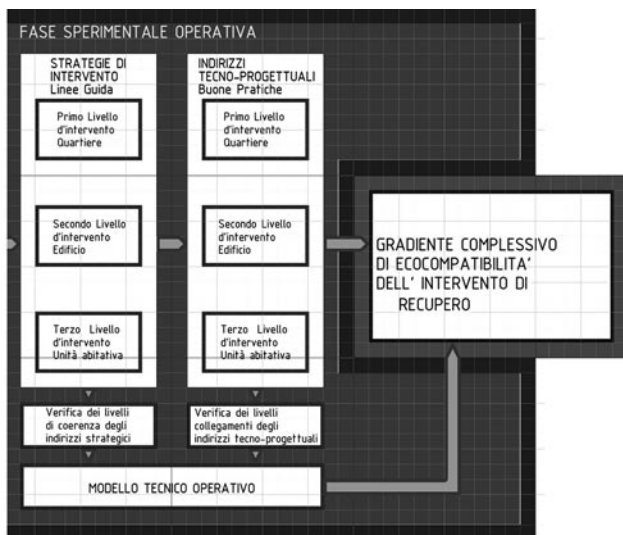 FASE SPERIMENTALE OPERATIVA
STRATEGIE DI
INTERVENTO
Linee Guida
Primo Livello
d'intervento
Quartiere
Secondo Livello
d'intervento
Edificio
Terzo Livello
d'intervento
Unità abitativa
Verifica dei livelli
di coerenza degli
indirizzi strategici
INDIRIZZI
TECNO-PROGETTUALI
Buone Pratiche
Primo Livello
d'intervento
Quartiere
Secondo Livello
d'intervento
Edificio
Terzo Livello
d'intervento
Unità abitativa
Verifica dei livelli
collegamenti degli
indirizzi tecno-progettuali
MODELLO TECNICO OPERATIVO
GRADIENTE COMPLESSIVO
DI ECOCOMPATIBILITA'
DELL' INTERVENTO DI
RECUPERO